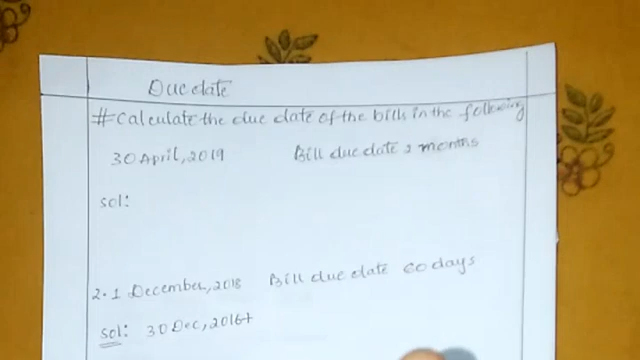 Due date
#Calculate the due date of the bills in the following
30 April, 2019 Bill due date 2 months
sol:
2. 1 December, 2018 Bill due date 60 days
sol: 30 Dec, 2016+